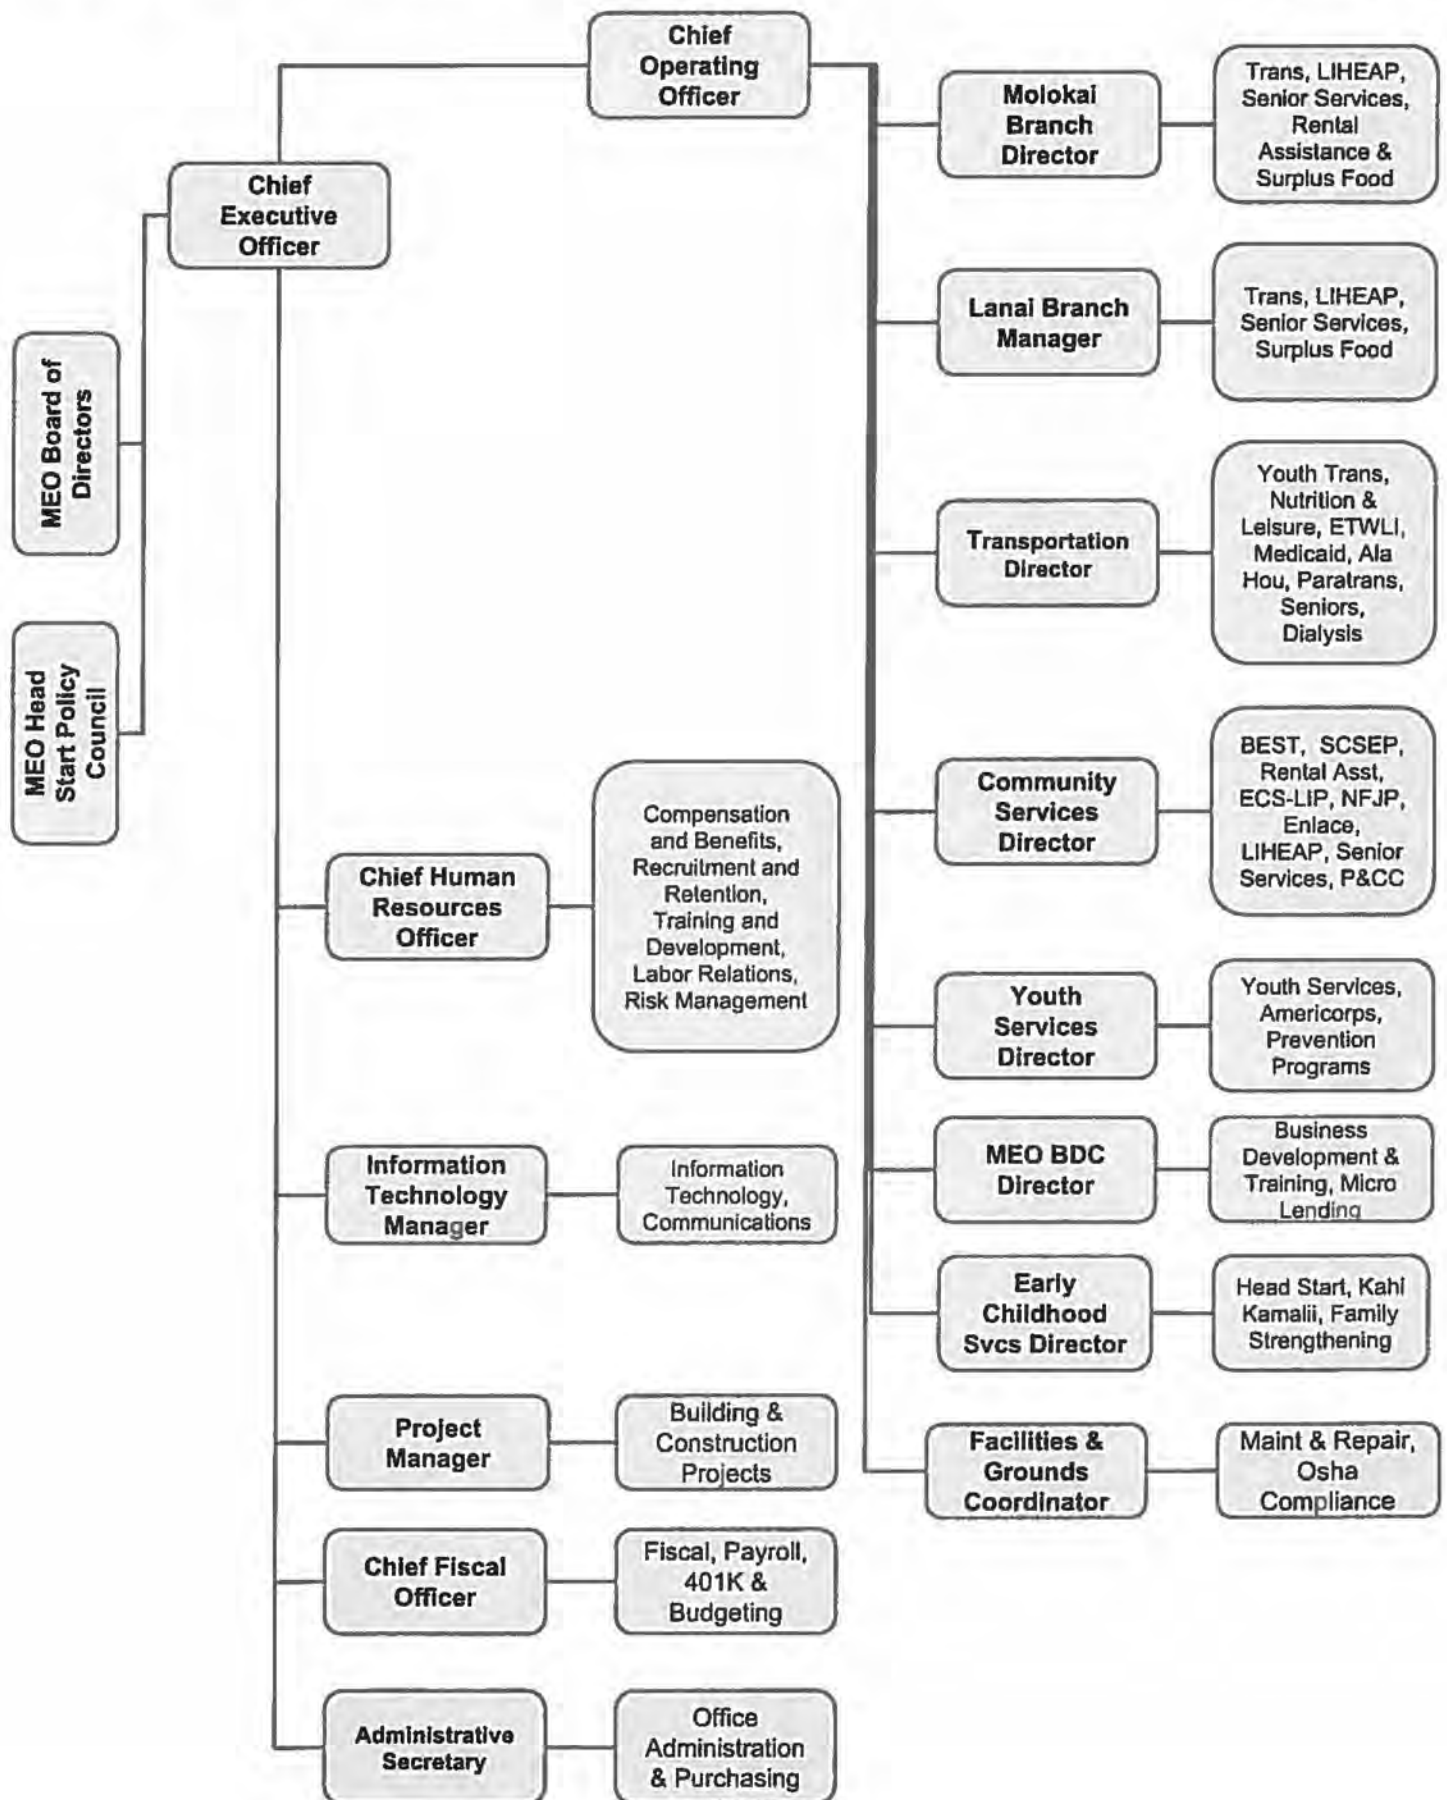 Chief
Operating
Officer
Chief
Executive
Officer
MEO Board of
Directors
MEO Head
Start Policy
Council
Chief Human
Resources
Officer
Compensation
and Benefits,
Recruitment and
Retention,
Training and
Development,
Labor Relations,
Risk Management
Information
Technology
Manager
Information
Technology,
Communications
Project
Manager
Building &
Construction
Projects
Chief Fiscal
Officer
Fiscal, Payroll,
401K &
Budgeting
Administrative
Secretary
Office
Administration
& Purchasing
Molokai
Branch
Director
Trans, LIHEAP,
Senior Services,
Rental
Assistance &
Surplus Food
Lanai Branch
Manager
Trans, LIHEAP,
Senior Services,
Surplus Food
Transportation
Director
Youth Trans,
Nutrition &
Leisure, ETWLI,
Medicaid, Ala
Hou, Paratrans,
Seniors,
Dialysis
Community
Services
Director
BEST, SCSEP,
Rental Asst,
ECS-LIP, NFJP,
Enlace,
LIHEAP, Senior
Services, P&CC
Youth
Services
Director
Youth Services,
Americorps,
Prevention
Programs
MEO BDC
Director
Business
Development &
Training, Micro
Lending
Early
Childhood
Svcs Director
Head Start, Kahi
Kamalii, Family
Strengthening
Facilities &
Grounds
Coordinator
Maint & Repair,
Osha
Compliance